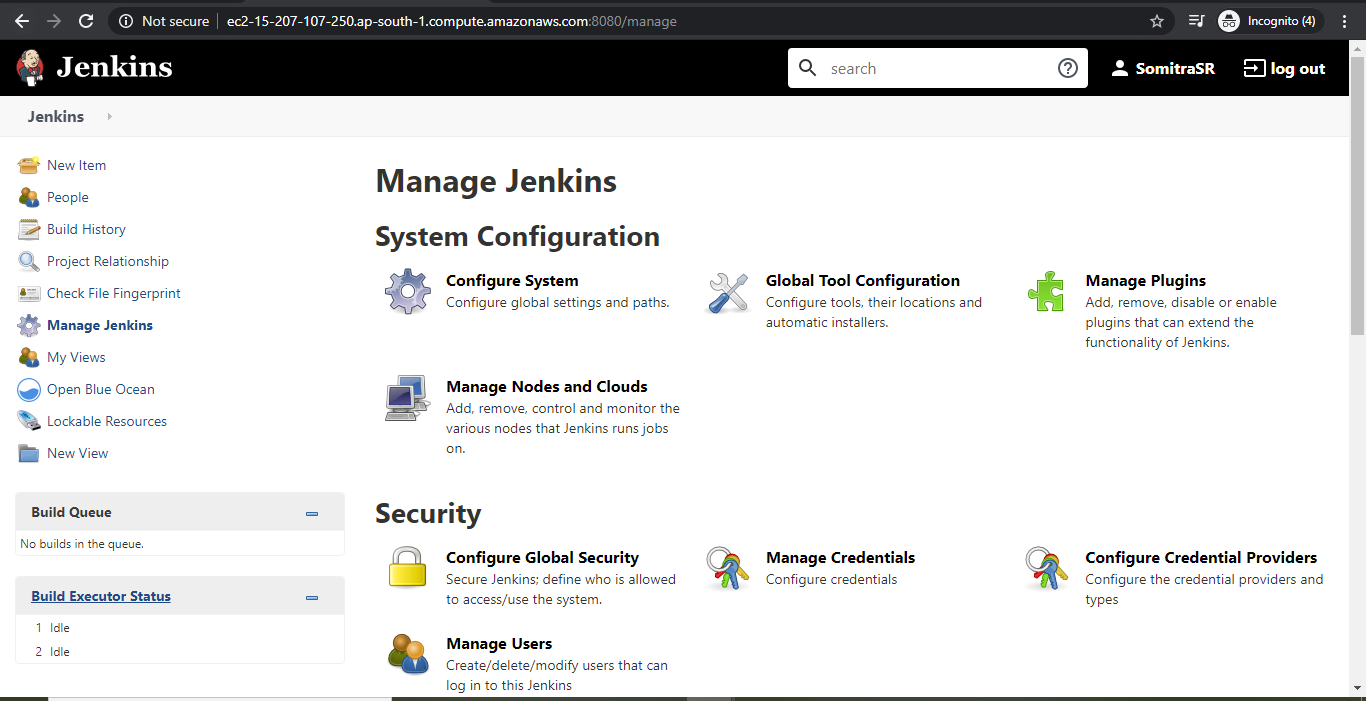 Not secure ec2-15-207-107-250.ap-south-1.compute.amazonaws.com:8080/manage Incognito (4)
Jenkins search SomitraSR log out
Jenkins
New Item
People
Build History
Project Relationship
Check File Fingerprint
Manage Jenkins
My Views
Open Blue Ocean
Lockable Resources
New View
Build Queue
No builds in the queue.
Build Executor Status
1 Idle
2 Idle
Manage Jenkins
System Configuration
Configure System
Configure global settings and paths.
Global Tool Configuration
Configure tools, their locations and
automatic installers.
Manage Plugins
Add, remove, disable or enable
plugins that can extend the
functionality of Jenkins.
Manage Nodes and Clouds
Add, remove, control and monitor the
various nodes that Jenkins runs jobs
on.
Security
Configure Global Security
Secure Jenkins; define who is allowed
to access/use the system.
Manage Credentials
Configure credentials
Configure Credential Providers
Configure the credential providers and
types
Manage Users
Create/delete/modify users that can
log in to this Jenkins